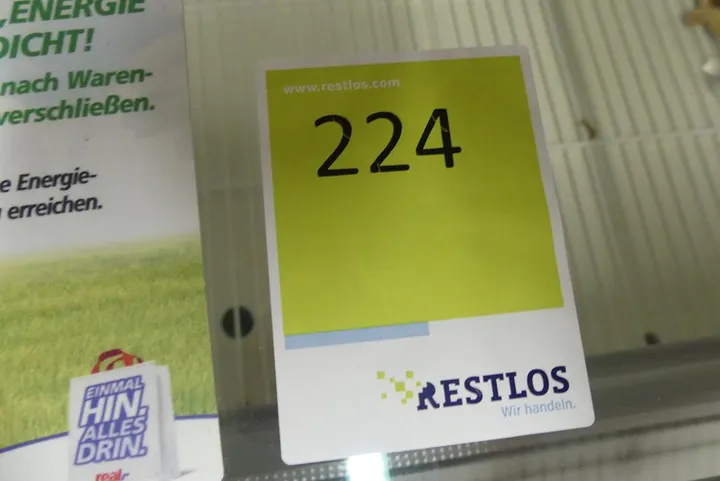 ,ENERGIE
DICHT!
nach Waren-
verschließen.
e Energie-
erreichen.
EINMAL
HIN.
ALLES
DRIN.
real,-
www.restlos.com
224
RESTLOS
Wir handeln.